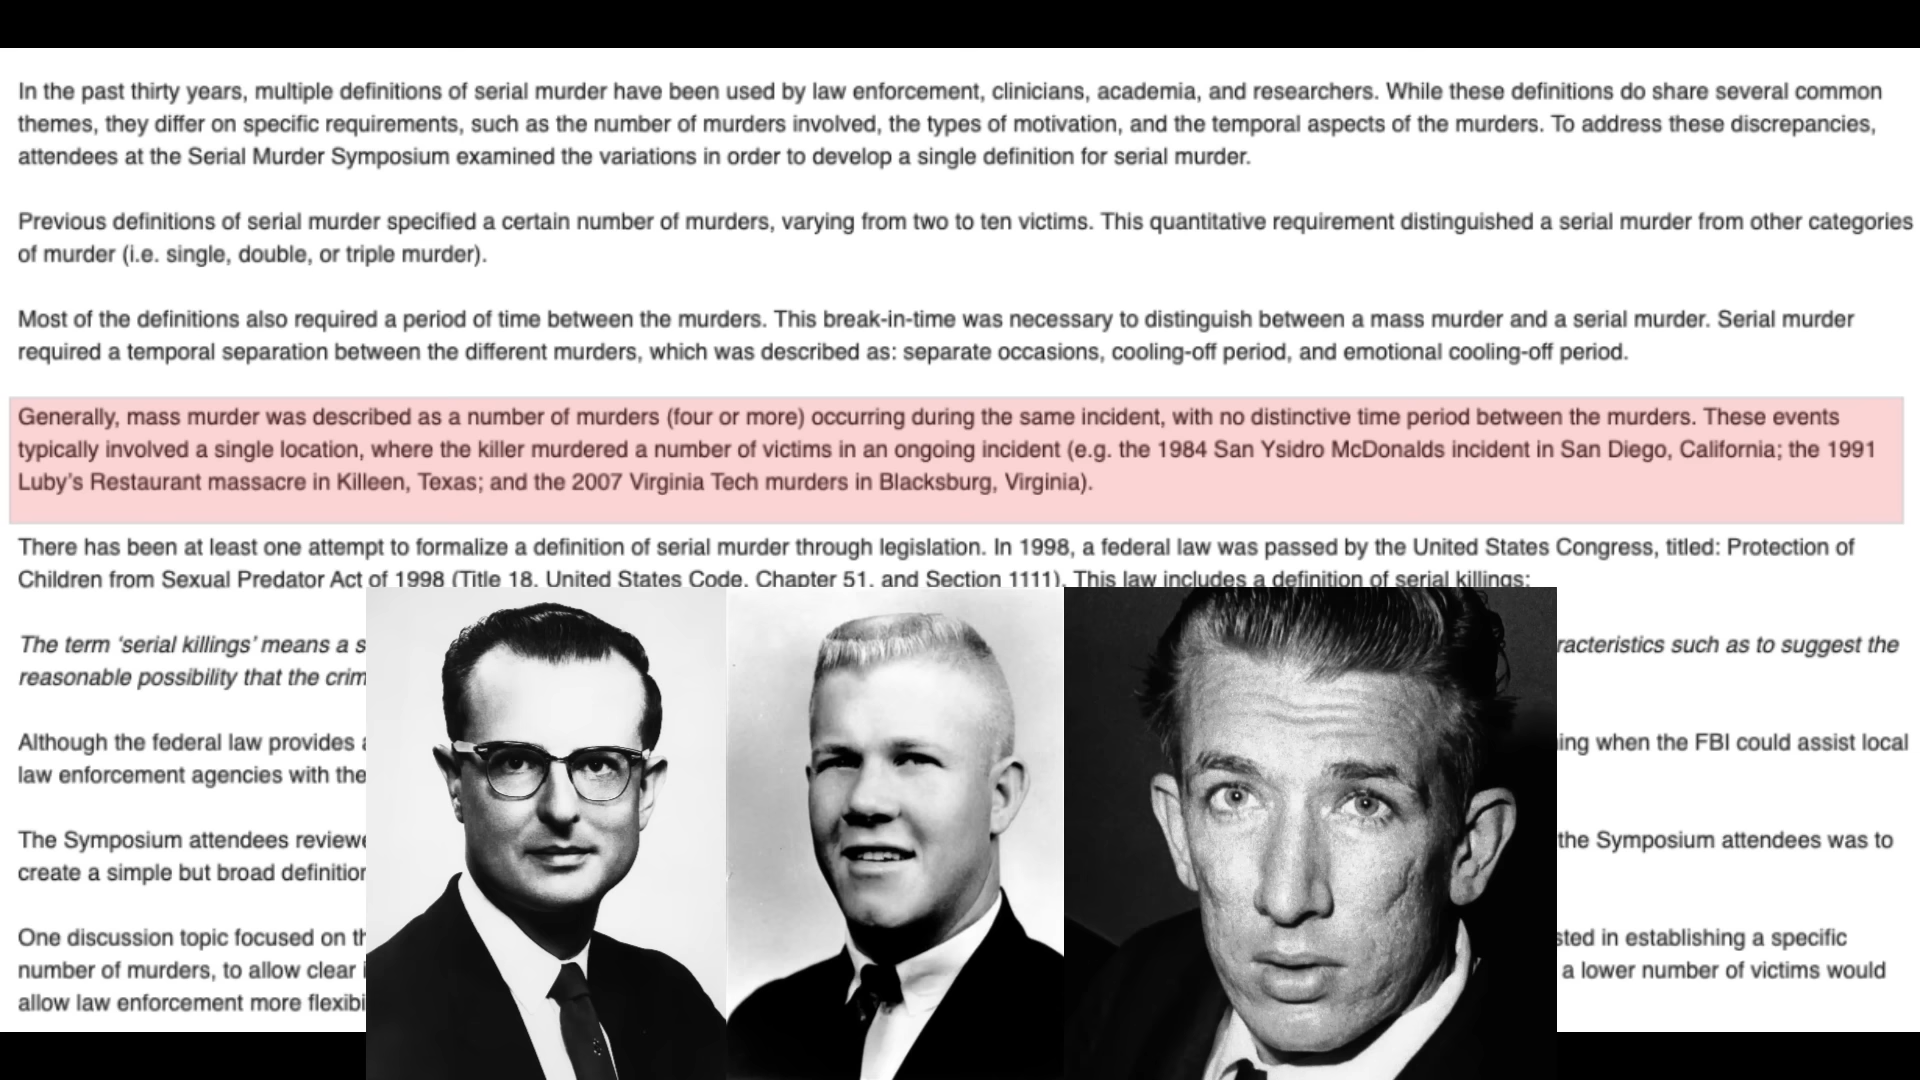 In the past thirty years, multiple definitions of serial murder have been used by law enforcement, clinicians, academia, and researchers. While these definitions do share several common
themes, they differ on specific requirements, such as the number of murders involved, the types of motivation, and the temporal aspects of the murders. To address these discrepancies,
attendees at the Serial Murder Symposium examined the variations in order to develop a single definition for serial murder.
Previous definitions of serial murder specified a certain number of murders, varying from two to ten victims. This quantitative requirement distinguished a serial murder from other categories
of murder (i.e. single, double, or triple murder).
Most of the definitions also required a period of time between the murders. This break-in-time was necessary to distinguish between a mass murder and a serial murder. Serial murder
required a temporal separation between the different murders, which was described as: separate occasions, cooling-off period, and emotional cooling-off period.
Generally, mass murder was described as a number of murders (four or more) occurring during the same incident, with no distinctive time period between the murders. These events
typically involved a single location, where the killer murdered a number of victims in an ongoing incident (e.g. the 1984 San Ysidro McDonalds incident in San Diego, California; the 1991
Luby's Restaurant massacre in Killeen, Texas; and the 2007 Virginia Tech murders in Blacksburg, Virginia).
There has been at least one attempt to formalize a definition of serial murder through legislation. In 1998, a federal law was passed by the United States Congress, titled: Protection of
Children from Sexual Predator Act of 1998 (Title 18, United States Code, Chapter 51, and Section 1111). This law includes a definition of serial killings:
The term 'serial killings' means a s racteristics such as to suggest the
reasonable possibility that the crim
Although the federal law provides ing when the FBI could assist local
law enforcement agencies with the
The Symposium attendees reviewe the Symposium attendees was to
create a simple but broad definition
One discussion topic focused on th sted in establishing a specific
number of murders, to allow clear a lower number of victims would
allow law enforcement more flexibi